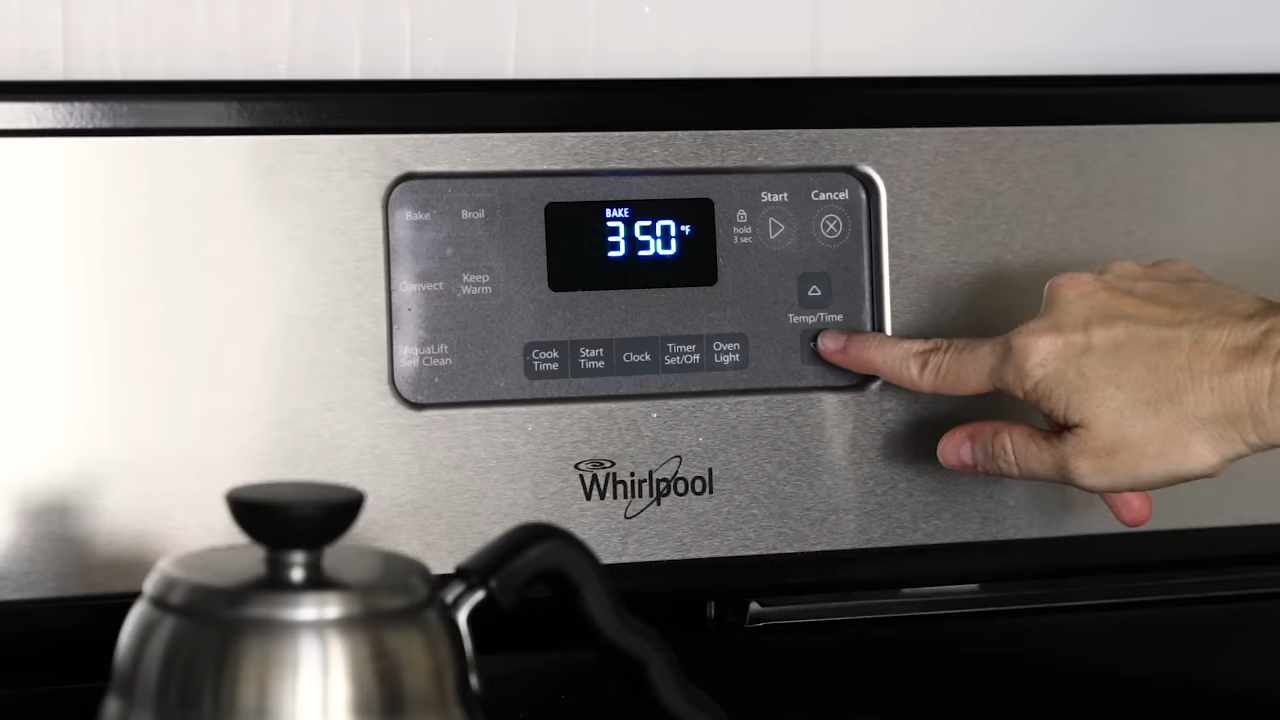 Bake
Broil
BAKE
350°F
hold
3 sec
Start
Cancel
Convect
Keep
Warm
Temp/Time
AquaLift
Self Clean
Cook
Time
Start
Time
Clock
Timer
Set/Off
Oven
Light
Whirlpool